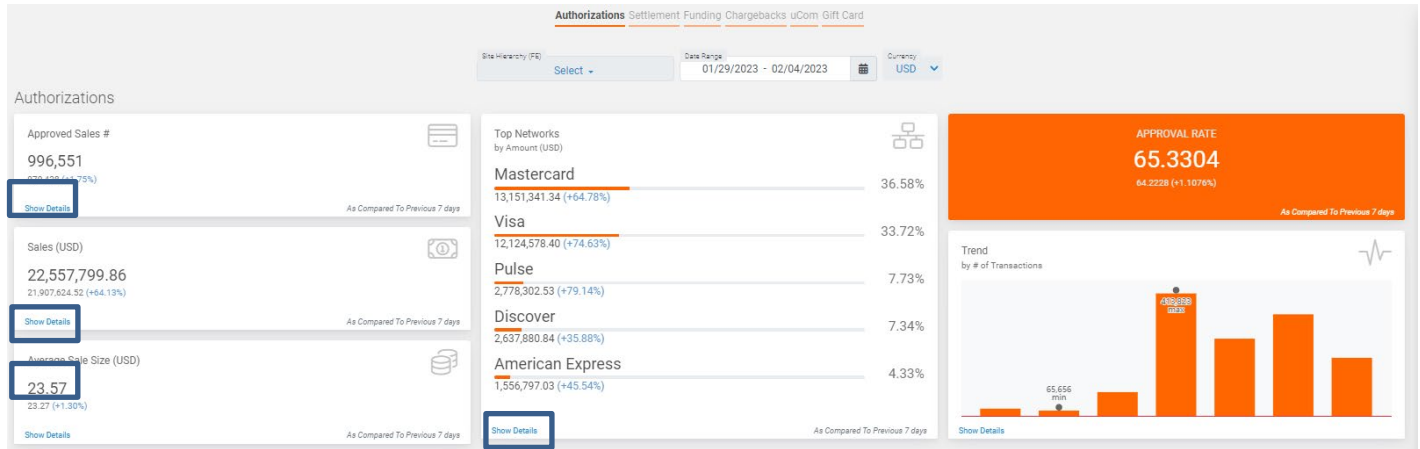 Authorizations Settlement Funding Chargebacks uCom Gift Card
Site Hierarchy (FE)
Select
Date Range
01/29/2023 - 02/04/2023
Currency
USD
Authorizations
Approved Sales #
996,551
(+1.75%)
Show Details
As Compared To Previous 7 days
Sales (USD)
22,557,799.86
21,907,624.52 (+64.13%)
Show Details
As Compared To Previous 7 days
Average Sale Size (USD)
23.57
23.27 (+1.30%)
Show Details
As Compared To Previous 7 days
Top Networks
by Amount (USD)
Mastercard
36.58%
13,151,341.34 (+64.78%)
Visa
33.72%
12,124,578.40 (+74.63%)
Pulse
7.73%
2,778,302.53 (+79.14%)
Discover
7.34%
2,637,880.84 (+35.88%)
American Express
4.33%
1,556,797.03 (+45.54%)
Show Details
As Compared To Previous 7 days
APPROVAL RATE
65.3304
64.2228 (+1.1076%)
As Compared To Previous 7 days
Trend
by # of Transactions
max
65,656
min
Show Details